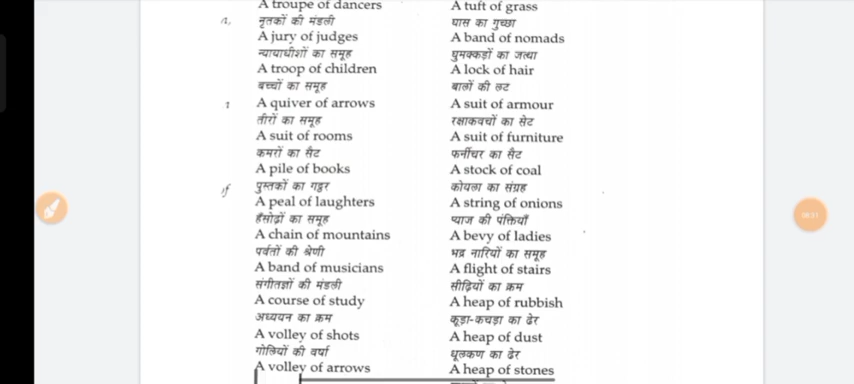 A troupe of dancers
नृतकों की मंडली
A jury of judges
न्यायाधीशों का समूह
A troop of children
बच्चों का समूह
A quiver of arrows
तीरों का समूह
A suit of rooms
कमरों का सैट
A pile of books
पुस्तकों का गट्ठर
A peal of laughters
हँसोढ़ों का समूह
A chain of mountains
पर्वतों की श्रेणी
A band of musicians
संगीतज्ञों की मंडली
A course of study
अध्ययन का क्रम
A volley of shots
गोलियों की वर्षा
A volley of arrows
A tuft of grass
घास का गुच्छा
A band of nomads
घुमक्कड़ों का जत्था
A lock of hair
बालों की लट
A suit of armour
रक्षाकवचों का सेट
A suit of furniture
फर्नीचर का सैट
A stock of coal
कोयला का संग्रह
A string of onions
प्याज की पंक्तियाँ
A bevy of ladies
भद्र नारियों का समूह
A flight of stairs
सीढ़ियों का क्रम
A heap of rubbish
कूड़ा-कचड़ा का ढेर
A heap of dust
धूलकण का ढेर
A heap of stones